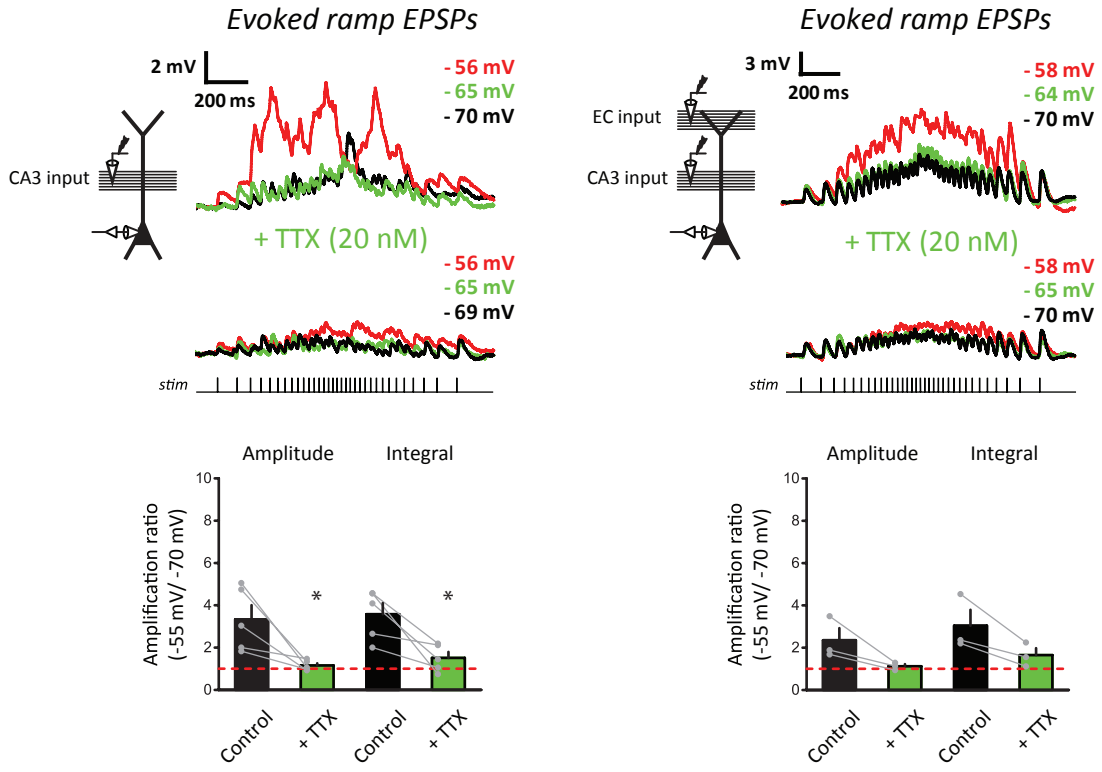 Evoked ramp EPSPs
2 mV
200 ms
- 56 mV
- 65 mV
- 70 mV
CA3 input
+ TTX (20 nM)
- 56 mV
- 65 mV
- 69 mV
stim
Amplitude Integral
Amplification ratio
(-55 mV/ -70 mV)
10
8
6
4
2
0
* *
Control
+ TTX
Control
+ TTX
Evoked ramp EPSPs
3 mV
200 ms
-58 mV
-64 mV
-70 mV
EC input
CA3 input
+ TTX (20 nM)
-58 mV
-65 mV
-70 mV
stim
Amplitude Integral
Amplification ratio
(-55 mV/ -70 mV)
10
8
6
4
2
0
Control
+ TTX
Control
+ TTX